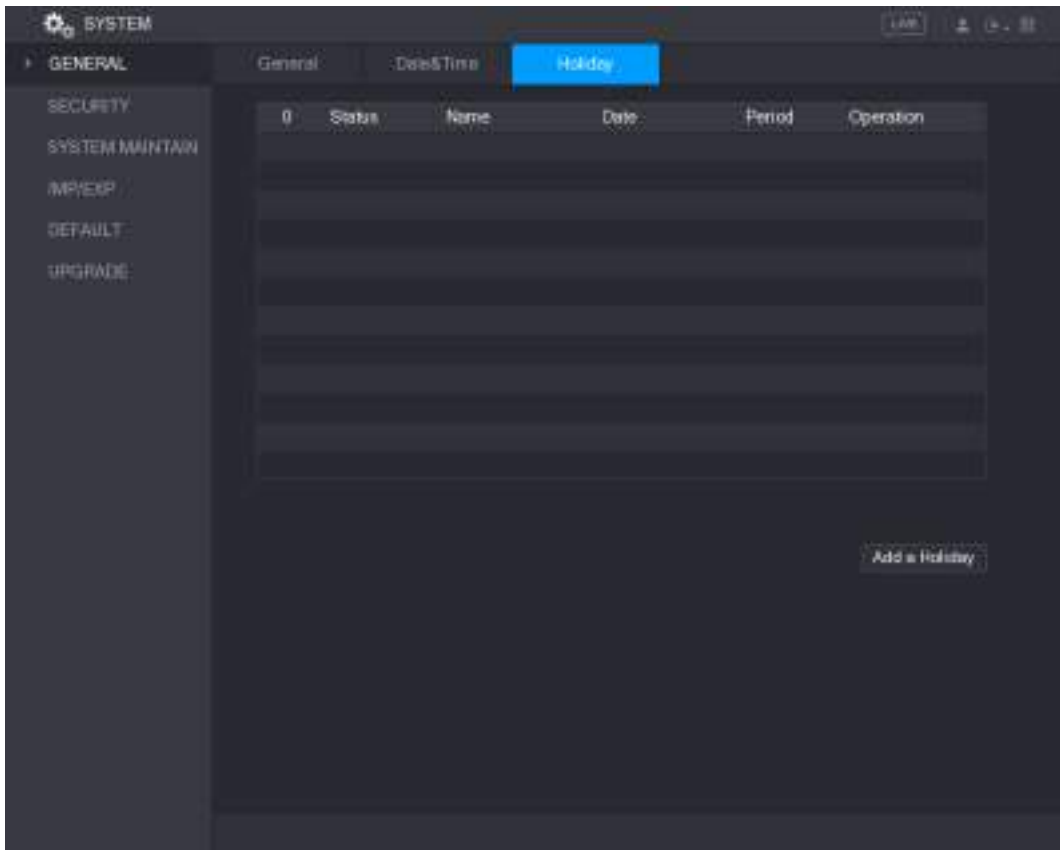 SYSTEM
LIVE
GENERAL
General
Date&Time
Holiday
SECURITY
SYSTEM MAINTAIN
IMP/EXP
DEFAULT
UPGRADE
0 Status Name Date Period Operation
Add a Holiday